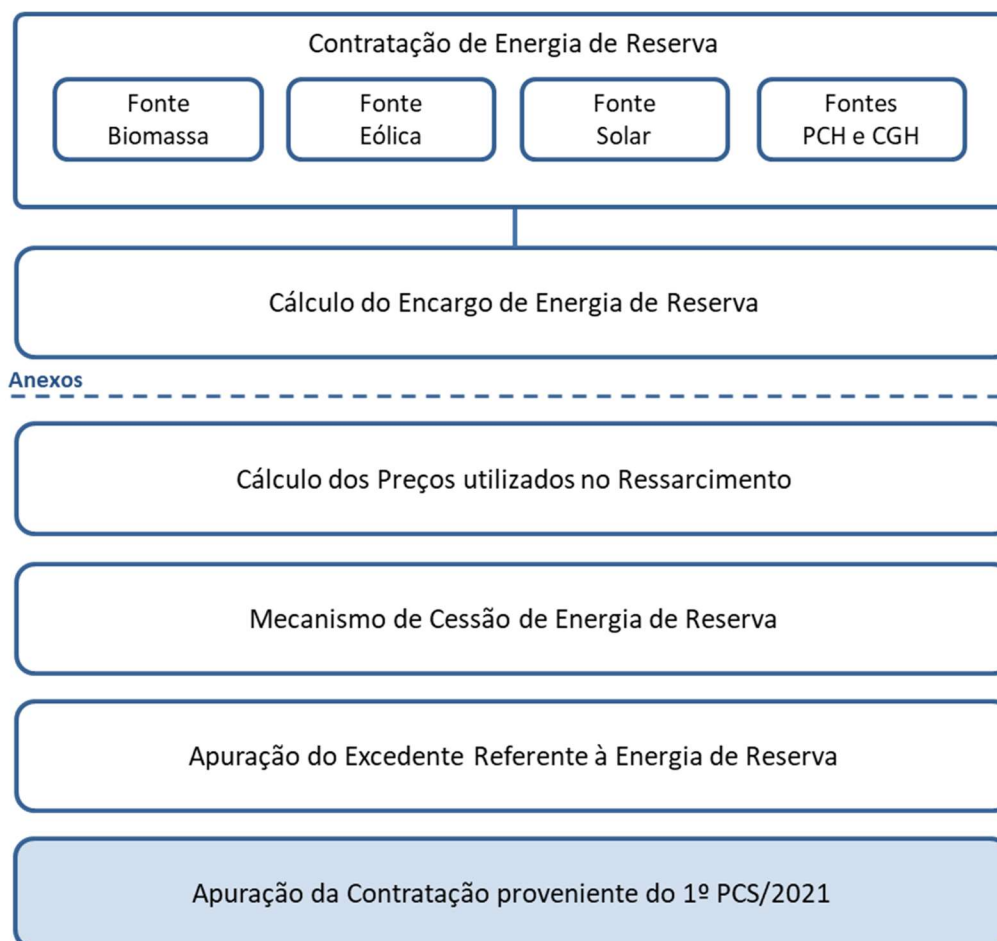 Contratação de Energia de Reserva
Fonte
Biomassa
Fonte
Eólica
Fonte
Solar
Fontes
PCH e CGH
Cálculo do Encargo de Energia de Reserva
Anexos
Cálculo dos Preços utilizados no Ressarcimento
Mecanismo de Cessão de Energia de Reserva
Apuração do Excedente Referente à Energia de Reserva
Apuração da Contratação proveniente do 1º PCS/2021